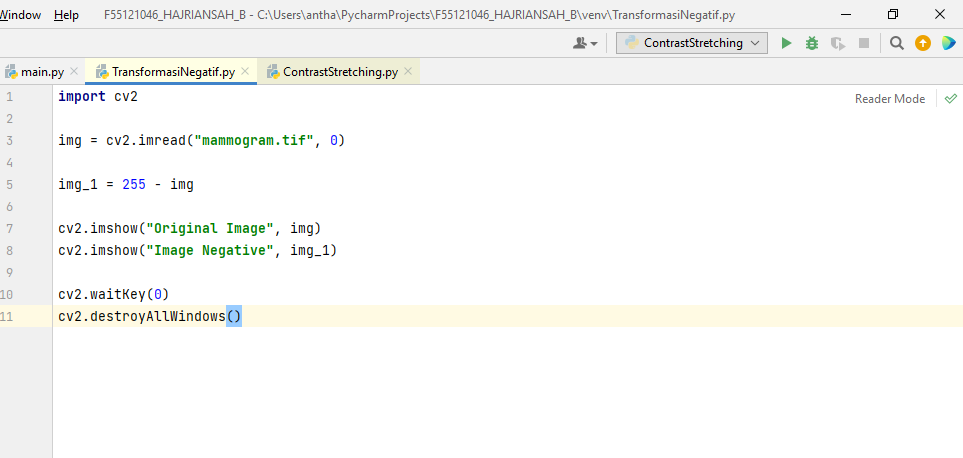 Window Help F55121046_HAJRIANSAH_B - C:\Users\antha\PycharmProjects\F55121046_HAJRIANSAH_B\venv\TransformasiNegatif.py
ContrastStretching
main.py TransformasiNegatif.py ContrastStretching.py
Reader Mode
1 import cv2
2
3 img = cv2.imread("mammogram.tif", 0)
4
5 img_1 = 255 - img
6
7 cv2.imshow("Original Image", img)
8 cv2.imshow("Image Negative", img_1)
9
10 cv2.waitKey(0)
11 cv2.destroyAllWindows()